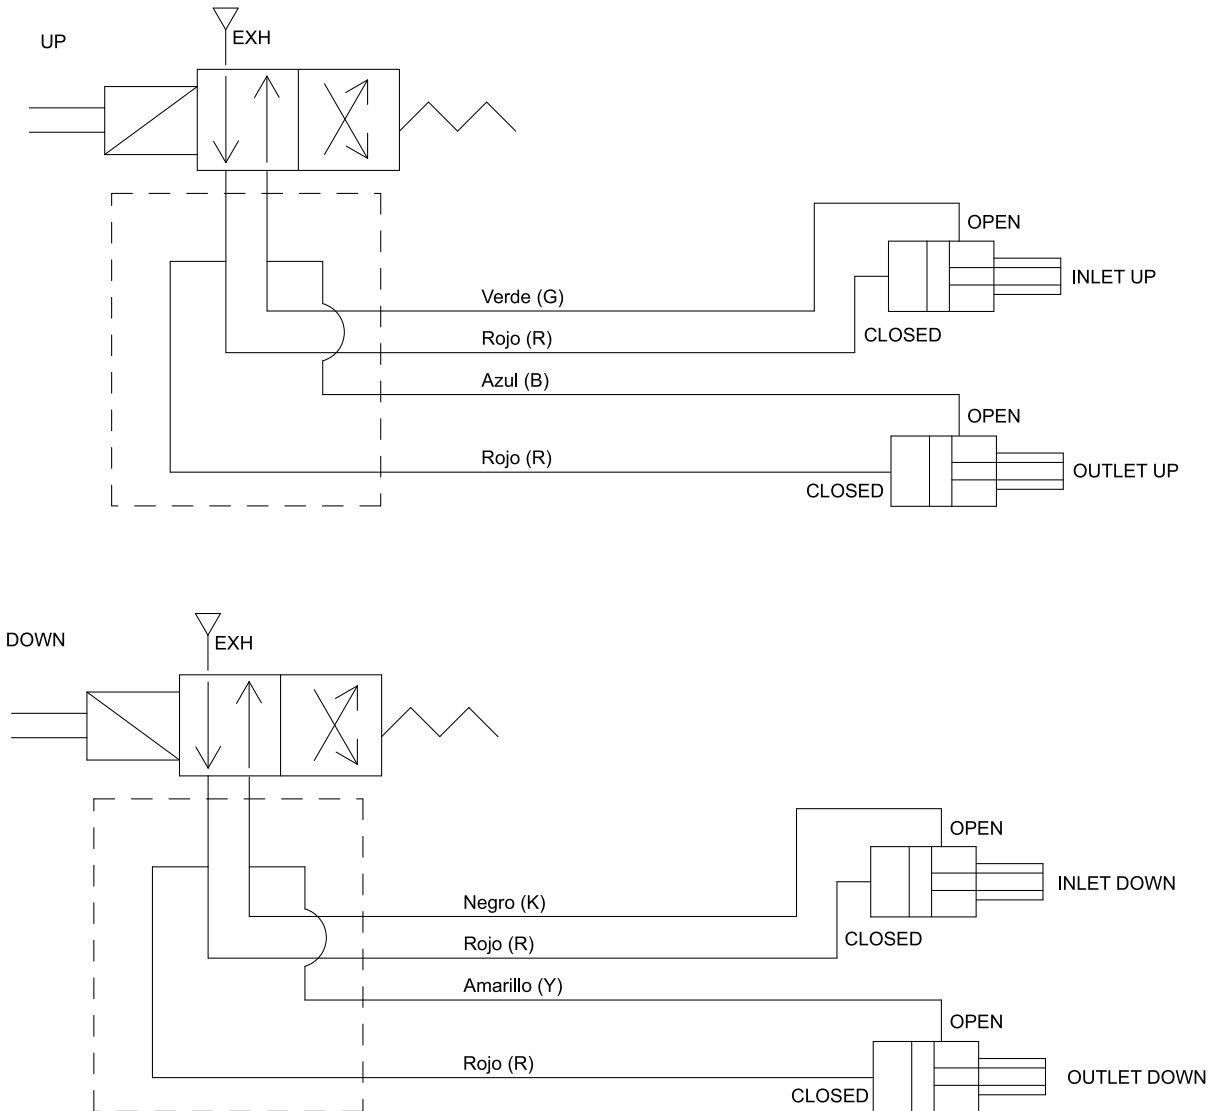 UP
EXH
OPEN
INLET UP
Verde (G)
Rojo (R)
CLOSED
Azul (B)
OPEN
Rojo (R)
OUTLET UP
CLOSED
DOWN
EXH
OPEN
INLET DOWN
Negro (K)
Rojo (R)
CLOSED
Amarillo (Y)
OPEN
Rojo (R)
OUTLET DOWN
CLOSED